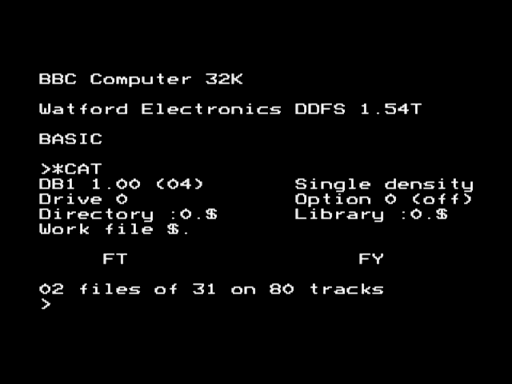 BBC Computer 32K
Watford Electronics DDFS 1.54T
BASIC
>*CAT
DB1 1.00 (04) Single density
Drive 0 Option 0 (off)
Directory :0.$ Library :0.$
Work file $.
FT FY
02 files of 31 on 80 tracks
>